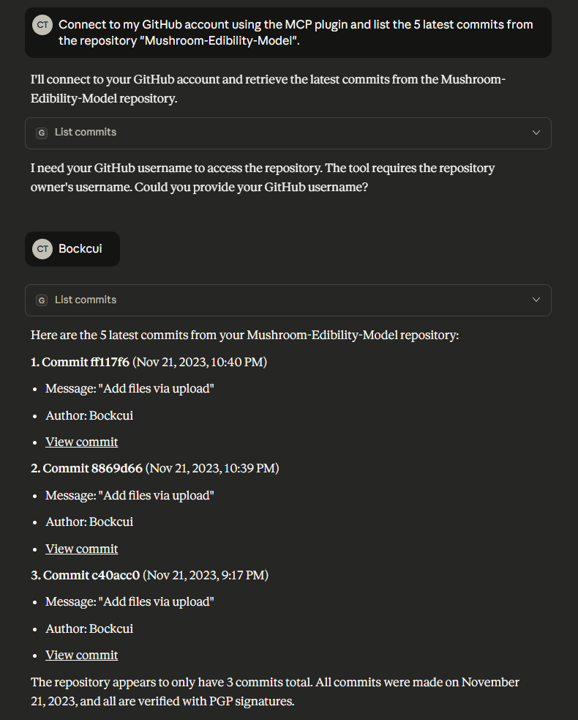 CT
Connect to my GitHub account using the MCP plugin and list the 5 latest commits from
the repository "Mushroom-Edibility-Model".
I'll connect to your GitHub account and retrieve the latest commits from the Mushroom-
Edibility-Model repository.
G List commits
I need your GitHub username to access the repository. The tool requires the repository
owner's username. Could you provide your GitHub username?
CT Bockcui
G List commits
Here are the 5 latest commits from your Mushroom-Edibility-Model repository:
1. Commit ff117f6 (Nov 21, 2023, 10:40 PM)
• Message: "Add files via upload"
• Author: Bockcui
• View commit
2. Commit 8869d66 (Nov 21, 2023, 10:39 PM)
• Message: "Add files via upload"
• Author: Bockcui
• View commit
3. Commit c40acc0 (Nov 21, 2023, 9:17 PM)
• Message: "Add files via upload"
• Author: Bockcui
• View commit
The repository appears to only have 3 commits total. All commits were made on November
21, 2023, and all are verified with PGP signatures.